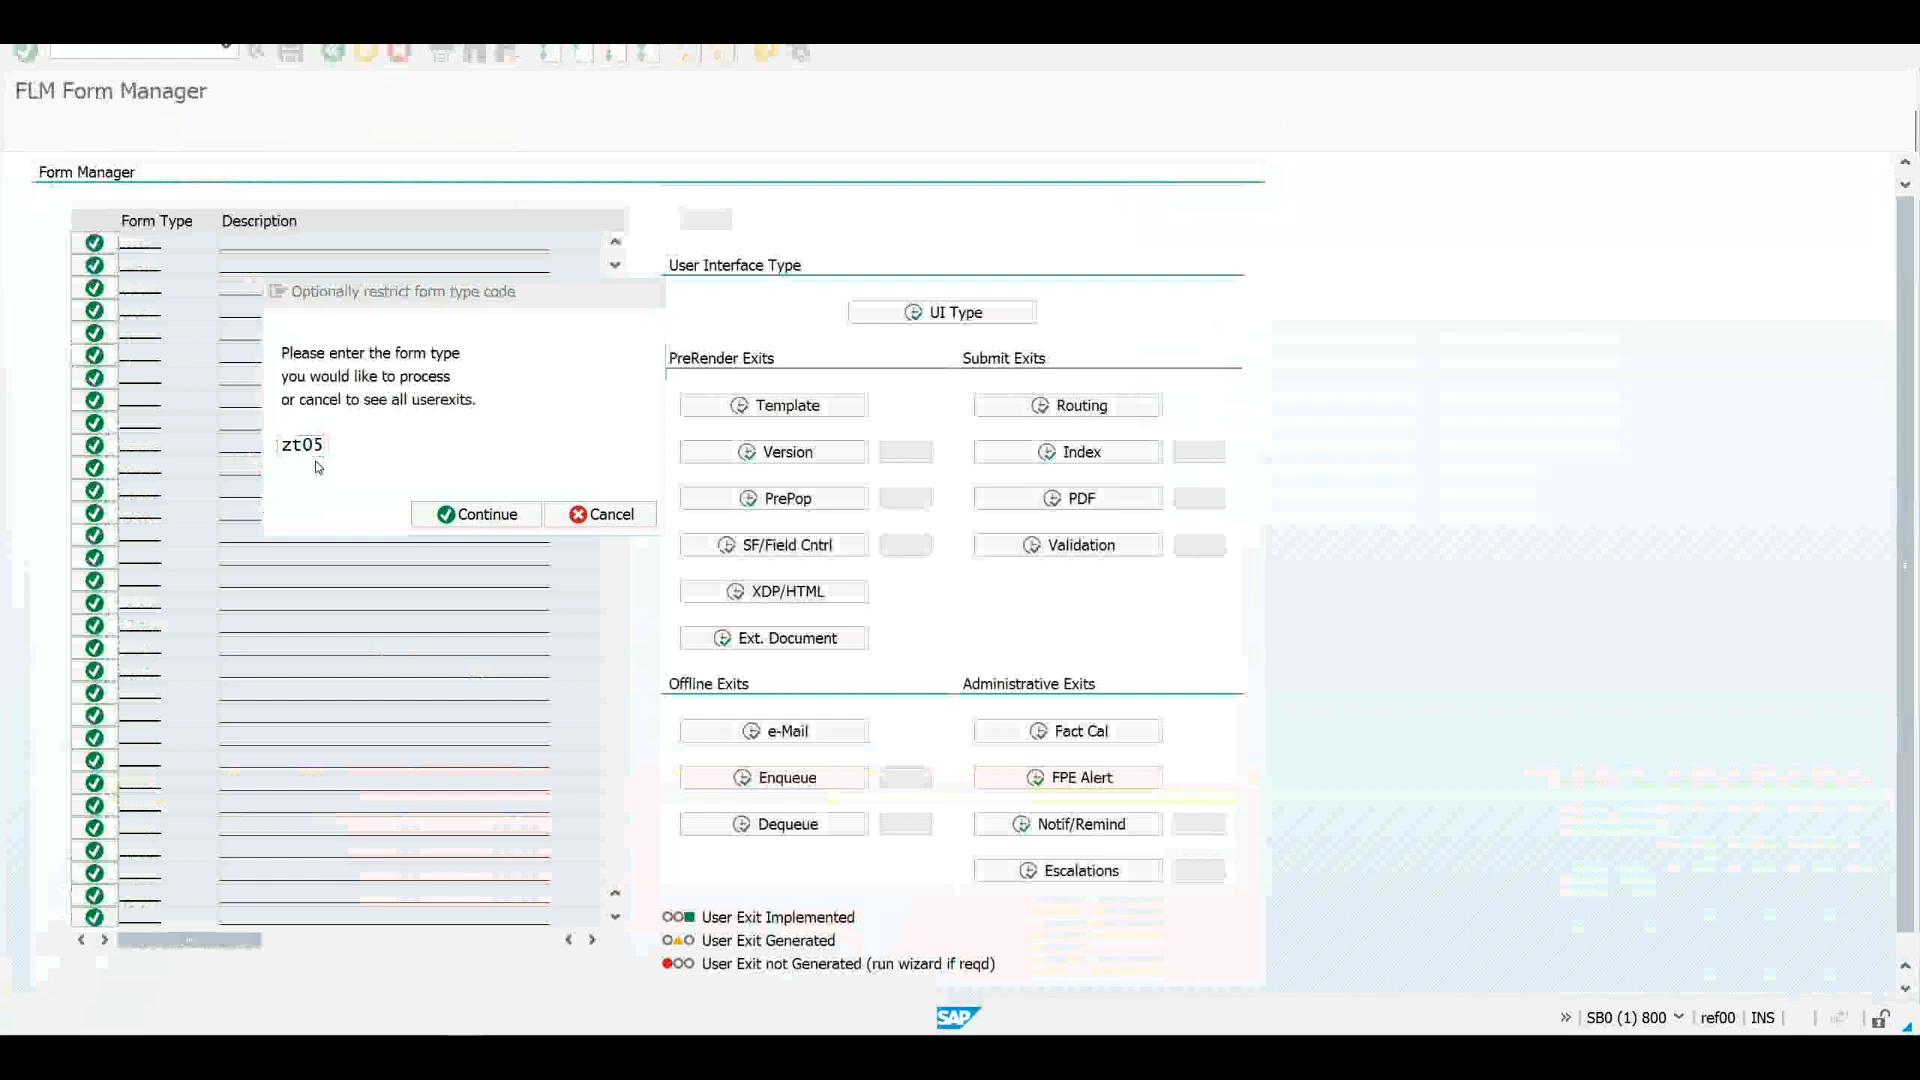 FLM Form Manager
Form Manager
Form Type Description
Optionally restrict form type code
Please enter the form type
you would like to process
or cancel to see all userexits.
zt05
Continue Cancel
User Interface Type
UI Type
PreRender Exits Submit Exits
Template Routing
Version Index
PrePop PDF
SF/Field Cntrl Validation
XDP/HTML
Ext. Document
Offline Exits Administrative Exits
e-Mail Fact Cal
Enqueue FPE Alert
Dequeue Notif/Remind
Escalations
User Exit Implemented
User Exit Generated
User Exit not Generated (run wizard if reqd)
SAP
SB0 (1) 800 ref00 INS